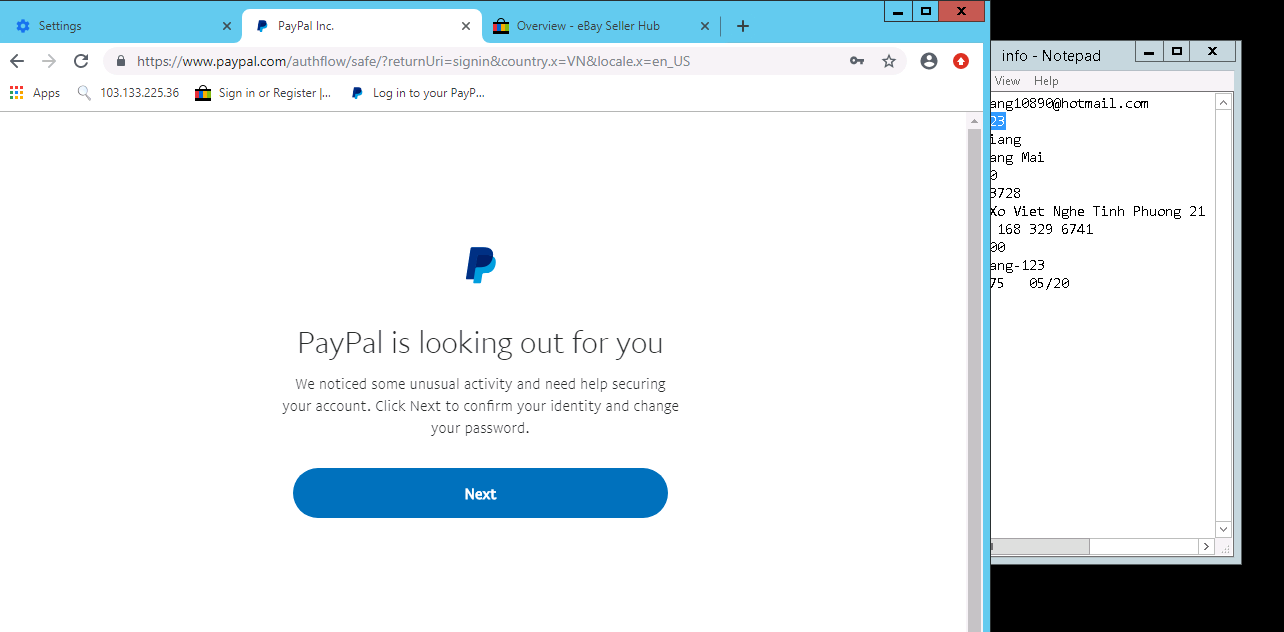 Settings
PayPal Inc.
Overview - eBay Seller Hub
https://www.paypal.com/authflow/safe/?returnUri=signin&country.x=VN&locale.x=en_US
Apps
103.133.225.36
Sign in or Register |...
Log in to your PayP...
PayPal is looking out for you
We noticed some unusual activity and need help securing
your account. Click Next to confirm your identity and change
your password.
Next
info - Notepad
View Help
ang10890@hotmail.com
23
iang
ang Mai
0
3728
Xo Viet Nghe Tinh Phuong 21
168 329 6741
00
ang-123
75 05/20